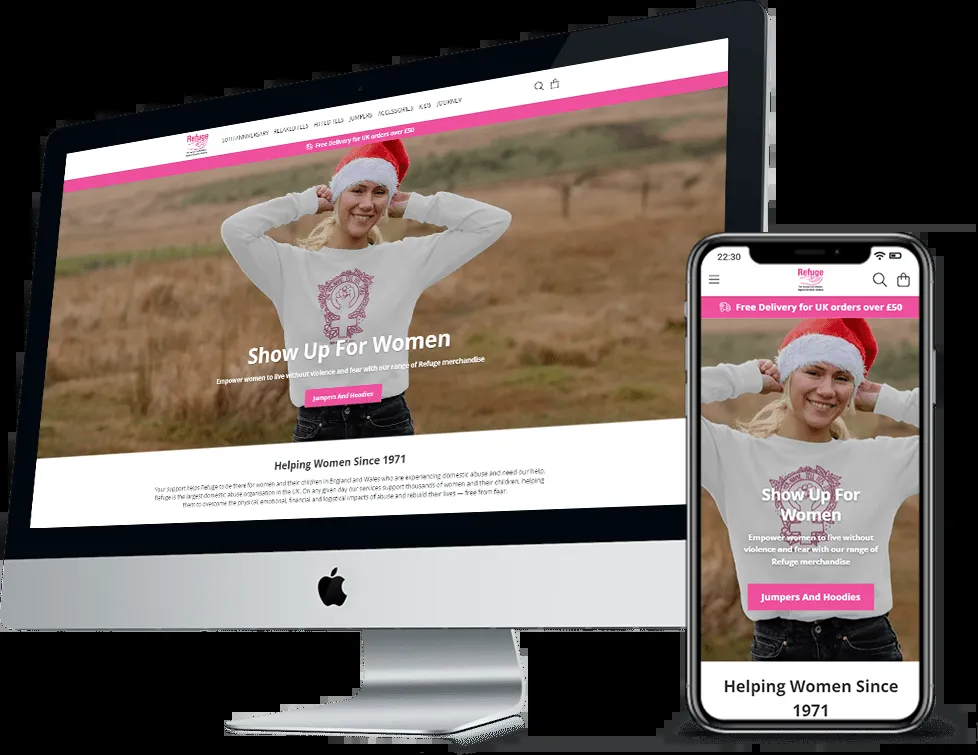 Refuge
50TH ANNIVERSARY RELAXED TEES FITTED TEES JUMPERS ACCESSORIES KIDS JOURNEY
Free Delivery for UK orders over £50
Show Up For Women
Empower women to live without violence and fear with our range of Refuge merchandise
Jumpers And Hoodies
Helping Women Since 1971
Your support helps Refuge to be there for women and their children in England and Wales who are experiencing domestic abuse and need our help.
Refuge is the largest domestic abuse organisation in the UK. On any given day our services support thousands of women and their children, helping
them to overcome the physical, emotional, financial and logistical impacts of abuse and rebuild their lives — free from fear.
22:30
Refuge
Free Delivery for UK orders over £50
Show Up For
Women
Empower women to live without
violence and fear with our range of
Refuge merchandise
Jumpers And Hoodies
Helping Women Since
1971